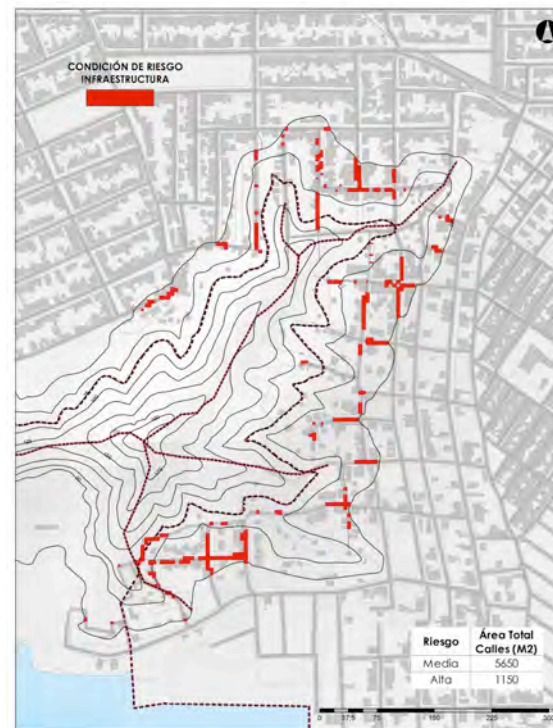 CONDICIÓN DE RIESGO
INFRAESTRUCTURA
Riesgo Área Total Calles (M2)
Media 5650
Alta 1150
0 37.5 75 150 225